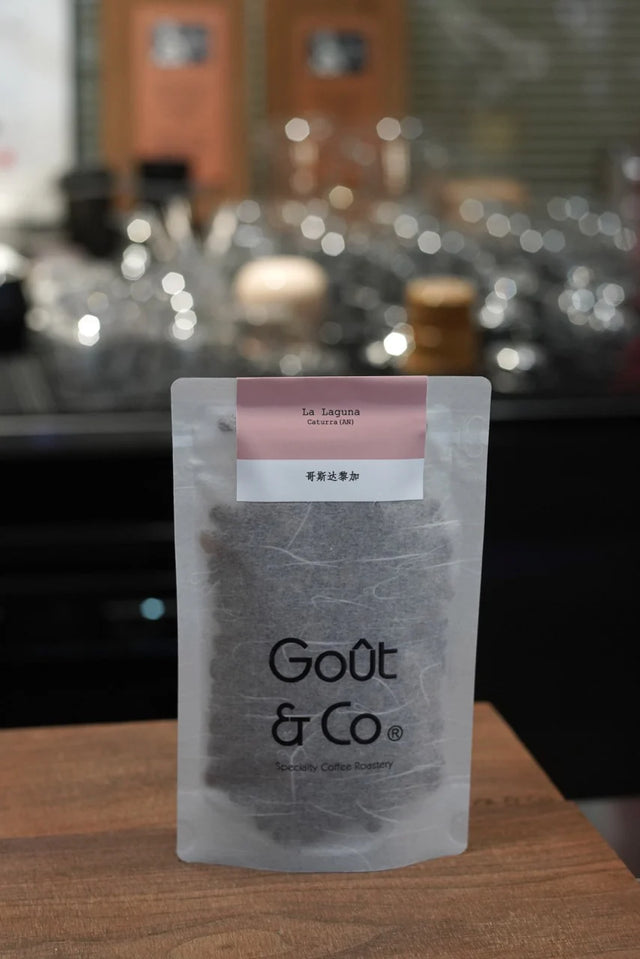 La Laguna
Caturra(AN)
哥斯达黎加
Goût
& Co®
Specialty Coffee Roastery